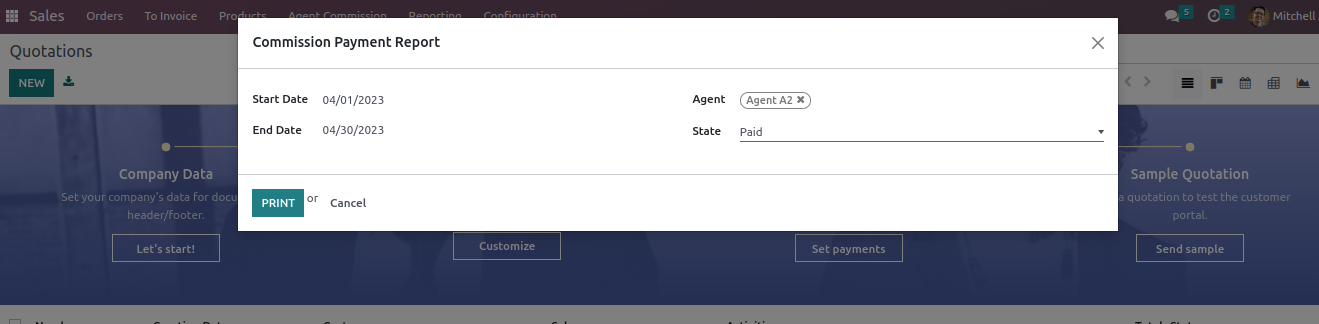 Sales Orders To Invoice Products Agent Commission Reporting Configuration 5 2 Mitchell
Commission Payment Report
Quotations
NEW
Start Date 04/01/2023 Agent Agent A2
End Date 04/30/2023 State Paid
Company Data Sample Quotation
Set your company's data for a quotation to test the customer
header/footer. portal.
PRINT or Cancel
Let's start! Customize Set payments Send sample